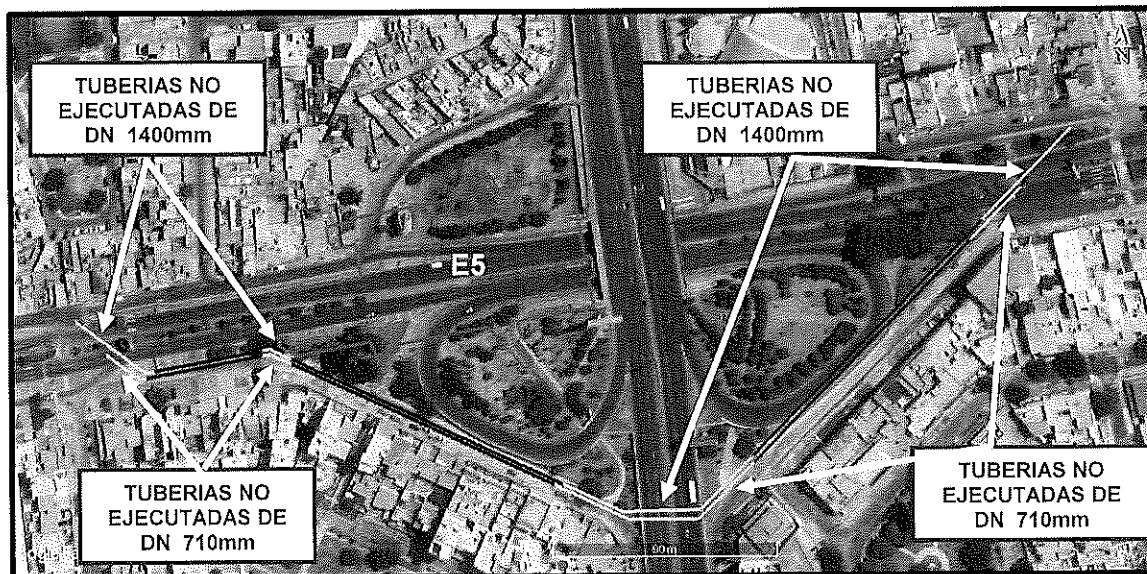 TUBERIAS NO
EJECUTADAS DE
DN 1400mm
TUBERIAS NO
EJECUTADAS DE
DN 1400mm
N
E5
TUBERIAS NO
EJECUTADAS DE
DN 710mm
90m
TUBERIAS NO
EJECUTADAS DE
DN 710mm